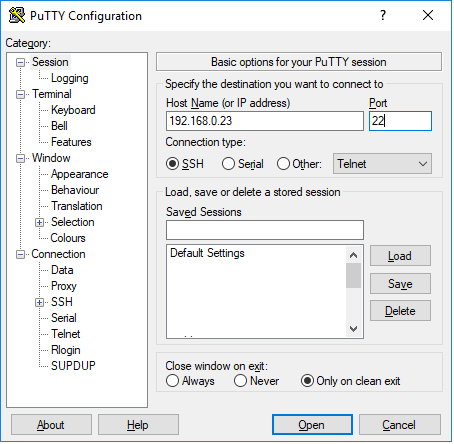 PuTTY Configuration
?
Category:
Session
Logging
Terminal
Keyboard
Bell
Features
Window
Appearance
Behaviour
Translation
Selection
Colours
Connection
Data
Proxy
SSH
Serial
Telnet
Rlogin
SUPDUP
Basic options for your PuTTY session
Specify the destination you want to connect to
Host Name (or IP address) Port
192.168.0.23 22
Connection type:
SSH Serial Other: Telnet
Load, save or delete a stored session
Saved Sessions
Default Settings
Load
Save
Delete
Close window on exit:
Always Never Only on clean exit
About Help Open Cancel